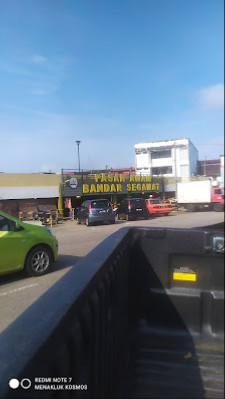 PASAR AWAM
BANDAR SEGAMAT
REDMI NOTE 7
MENAKLUK KOSMOS